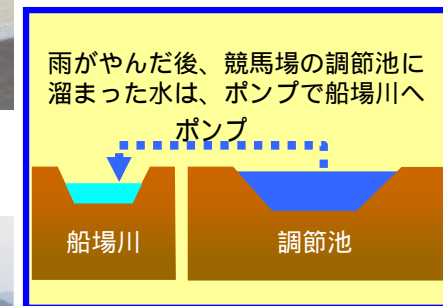 雨がやんだ後、競馬場の調節池に
溜まった水は、ポンプで船場川へ
ポンプ
船場川
調節池